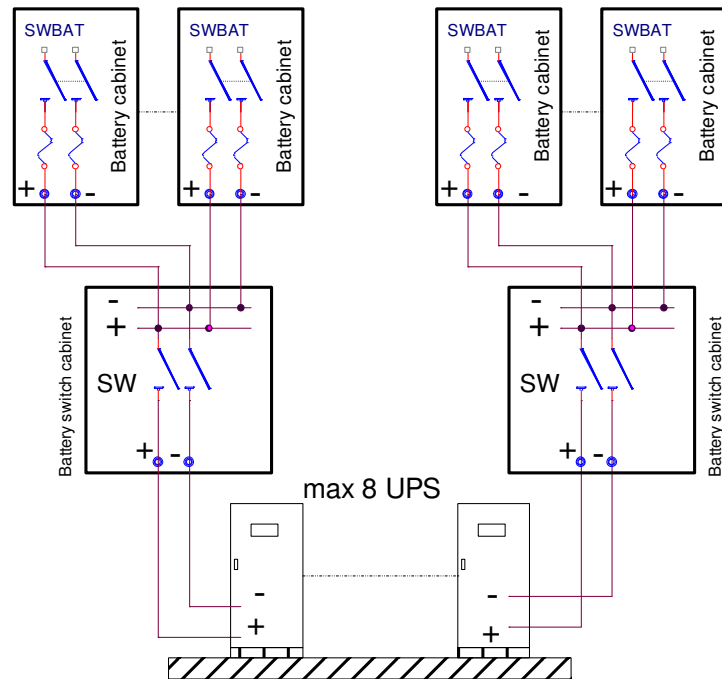 SWBAT
Battery cabinet
+ -
SWBAT
Battery cabinet
+ -
SWBAT
Battery cabinet
+ -
SWBAT
Battery cabinet
+ -
-
+
SW
+ -
Battery switch cabinet
-
+
SW
+ -
Battery switch cabinet
max 8 UPS
-
+
-
+